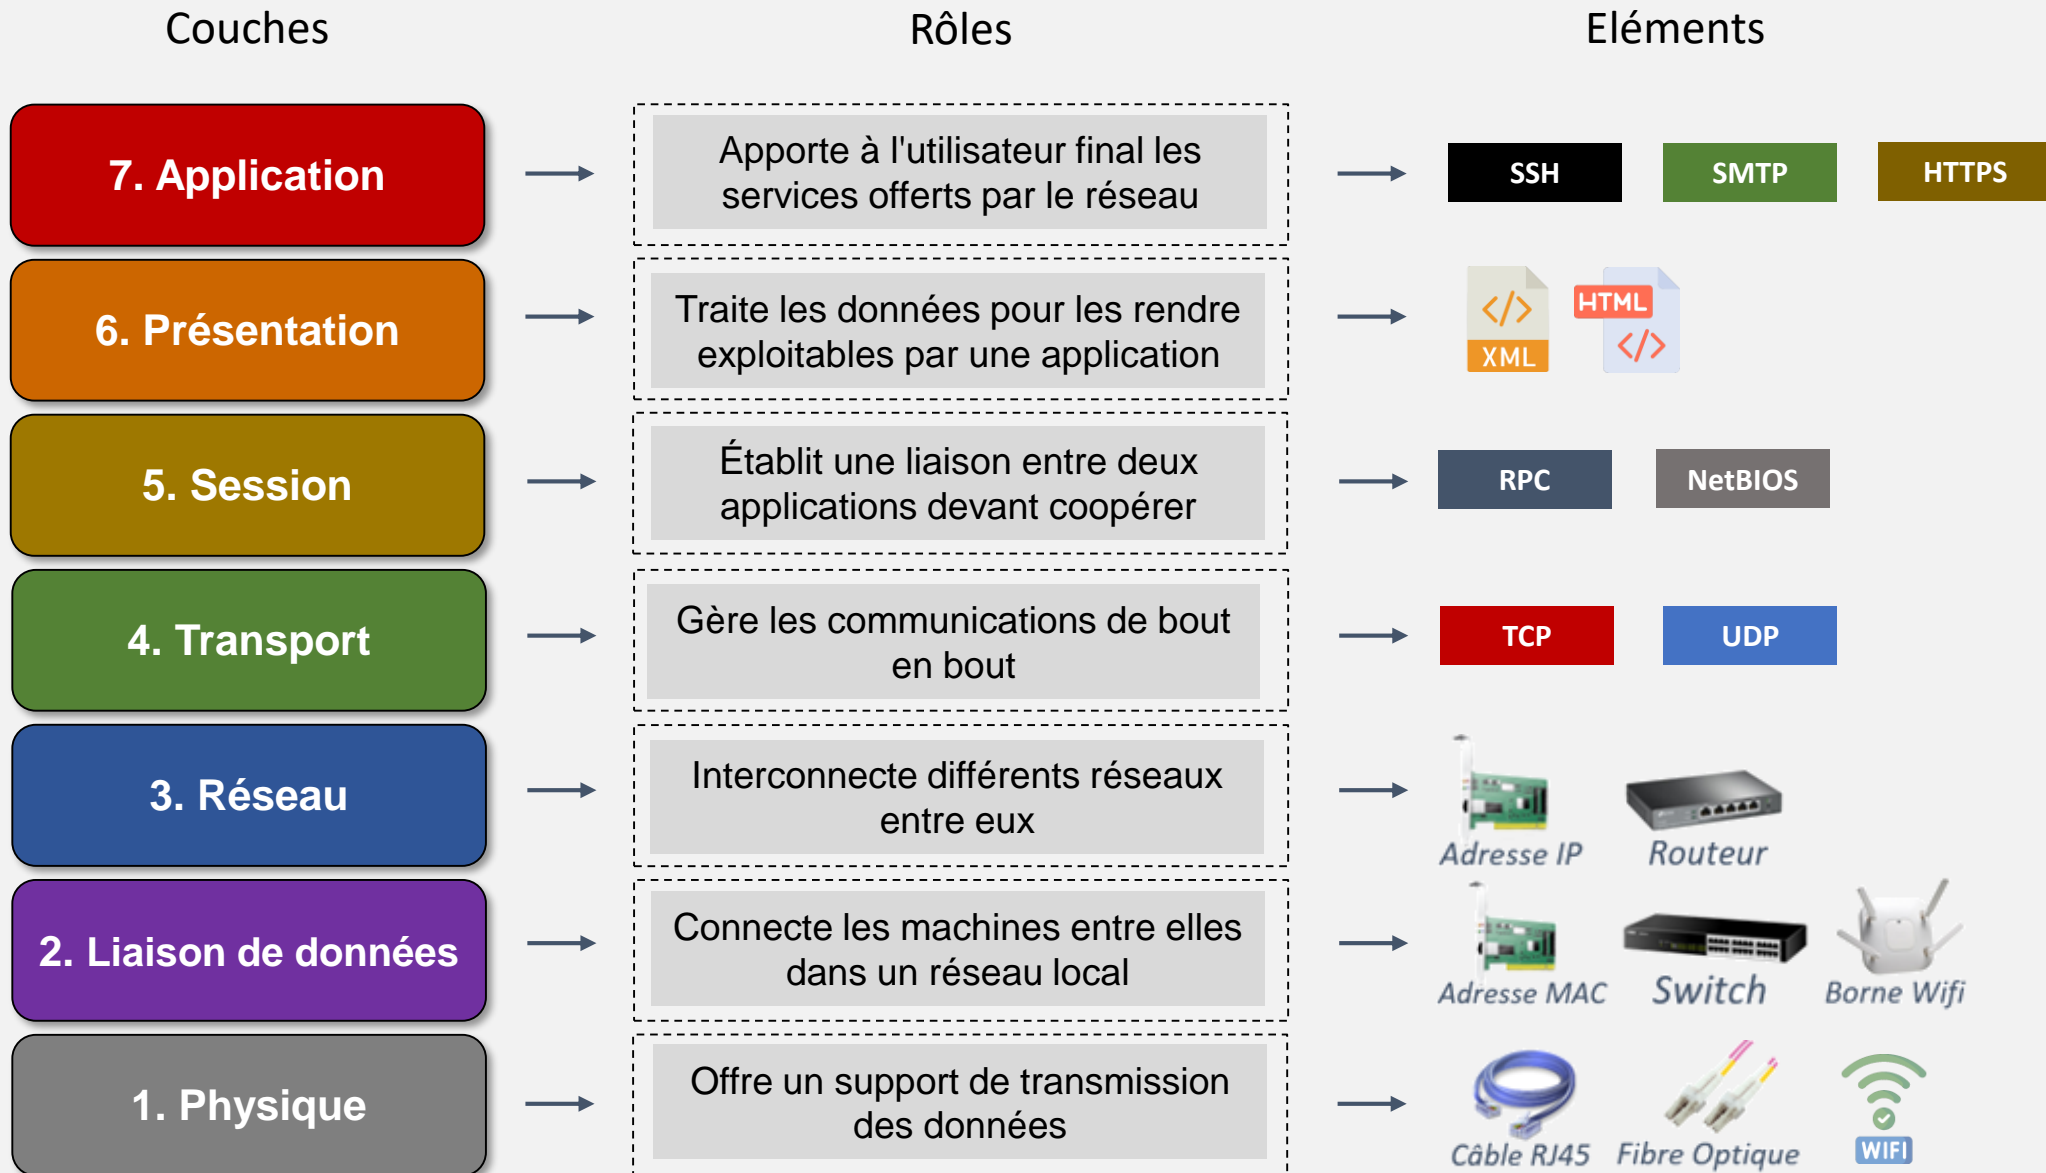 Couches
Rôles
Eléments
7. Application
Apporte à l'utilisateur final les
services offerts par le réseau
SSH
SMTP
HTTPS
6. Présentation
Traite les données pour les rendre
exploitables par une application
</>
XML
HTML
</>
5. Session
Établit une liaison entre deux
applications devant coopérer
RPC
NetBIOS
4. Transport
Gère les communications de bout
en bout
TCP
UDP
3. Réseau
Interconnecte différents réseaux
entre eux
Adresse IP
Routeur
2. Liaison de données
Connecte les machines entre elles
dans un réseau local
Adresse MAC
Switch
Borne Wifi
1. Physique
Offre un support de transmission
des données
Câble RJ45
Fibre Optique
WIFI